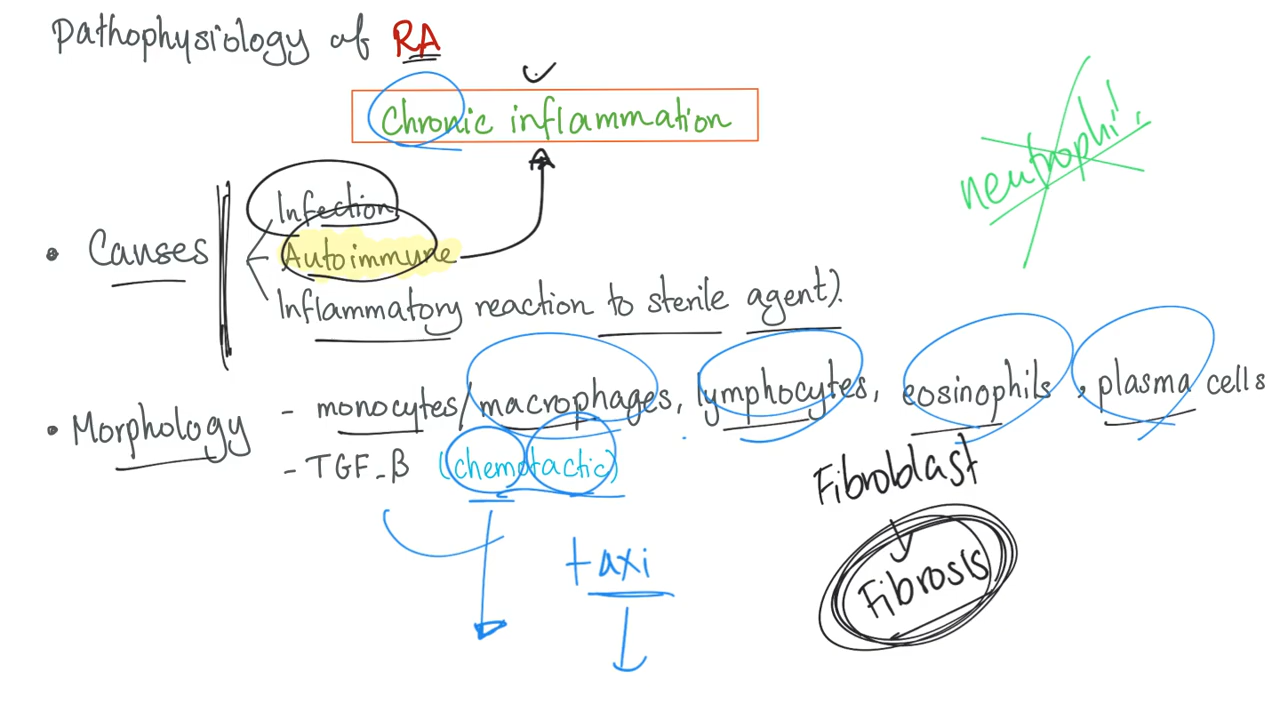 Pathophysiology of RA
Chronic inflammation
neutrophil
Infection
• Causes
Autoimmune
Inflammatory reaction to sterile agent).
• Morphology - monocytes/macrophages, lymphocytes, eosinophils, plasma cells
- TGF-β (chemotactic)
Fibroblast
taxi
Fibrosis